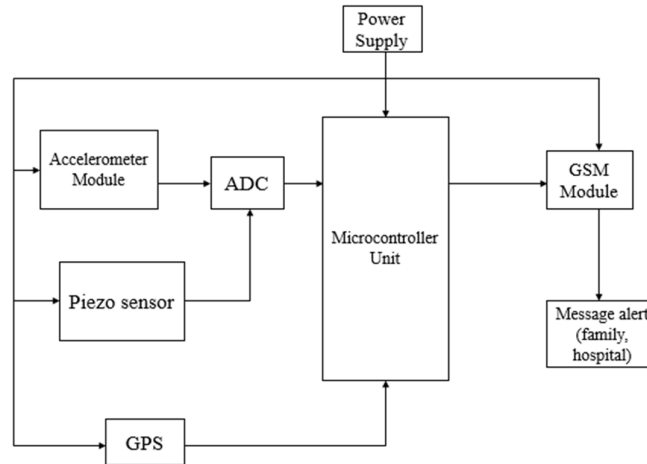 Power
Supply
Accelerometer
Module
ADC
GSM
Module
Microcontroller
Unit
Piezo sensor
Message alert
(family,
hospital)
GPS